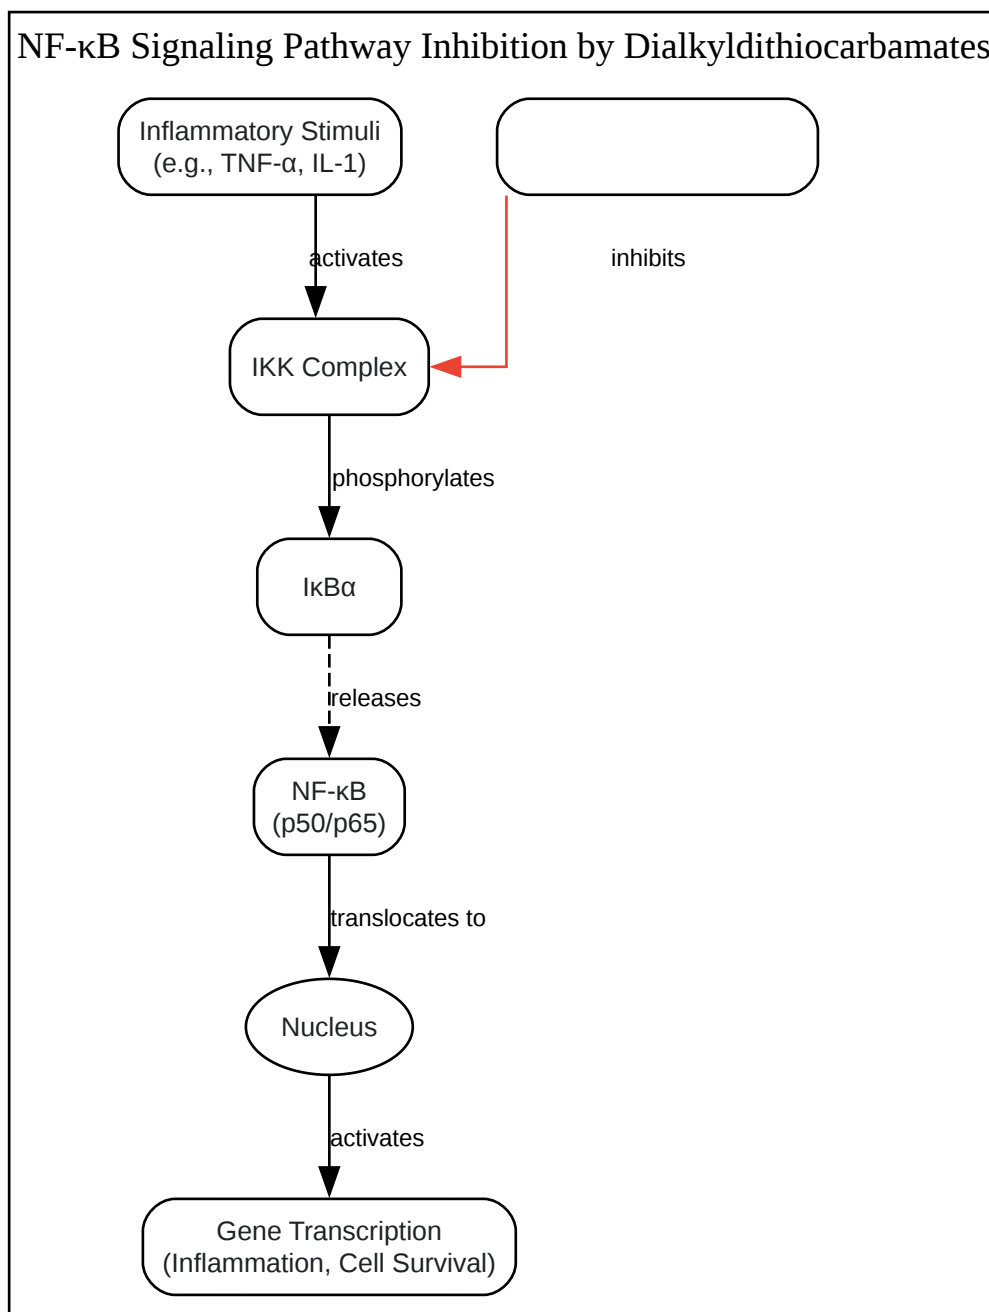 NF-κB Signaling Pathway Inhibition by Dialkyldithiocarbamates
Inflammatory Stimuli
(e.g., TNF-α, IL-1)
activates
inhibits
IKK Complex
phosphorylates
IκBα
releases
NF-κB
(p50/p65)
translocates to
Nucleus
activates
Gene Transcription
(Inflammation, Cell Survival)